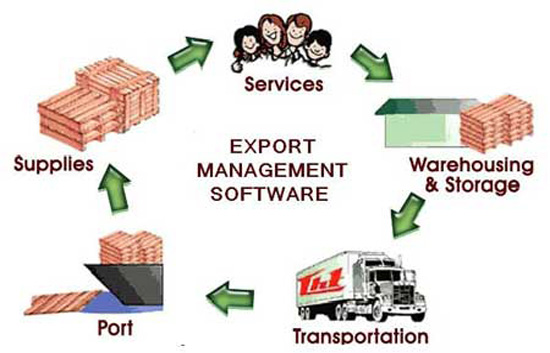 Services
Supplies
EXPORT
MANAGEMENT
SOFTWARE
Warehousing
& Storage
Port
Transportation